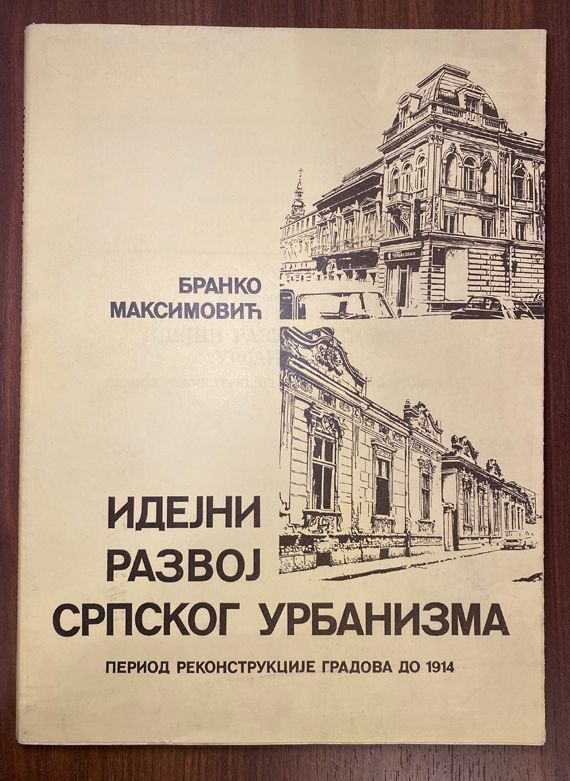 БРАНКО
МАКСИМОВИЋ
ИДЕЈНИ
РАЗВОЈ
СРПСКОГ УРБАНИЗМА
ПЕРИОД РЕКОНСТРУКЦИЈЕ ГРАДОВА ДО 1914